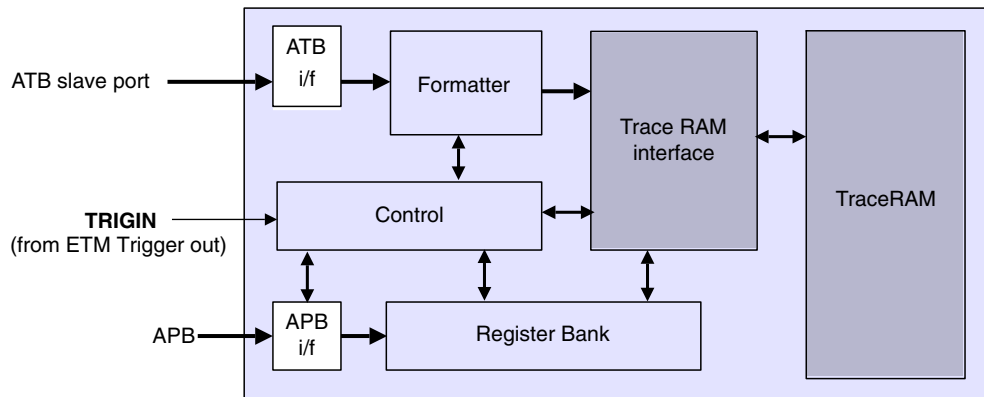 ATB
i/f
ATB slave port
Formatter
Trace RAM
interface
TraceRAM
Control
TRIGIN
(from ETM Trigger out)
APB
APB
i/f
Register Bank